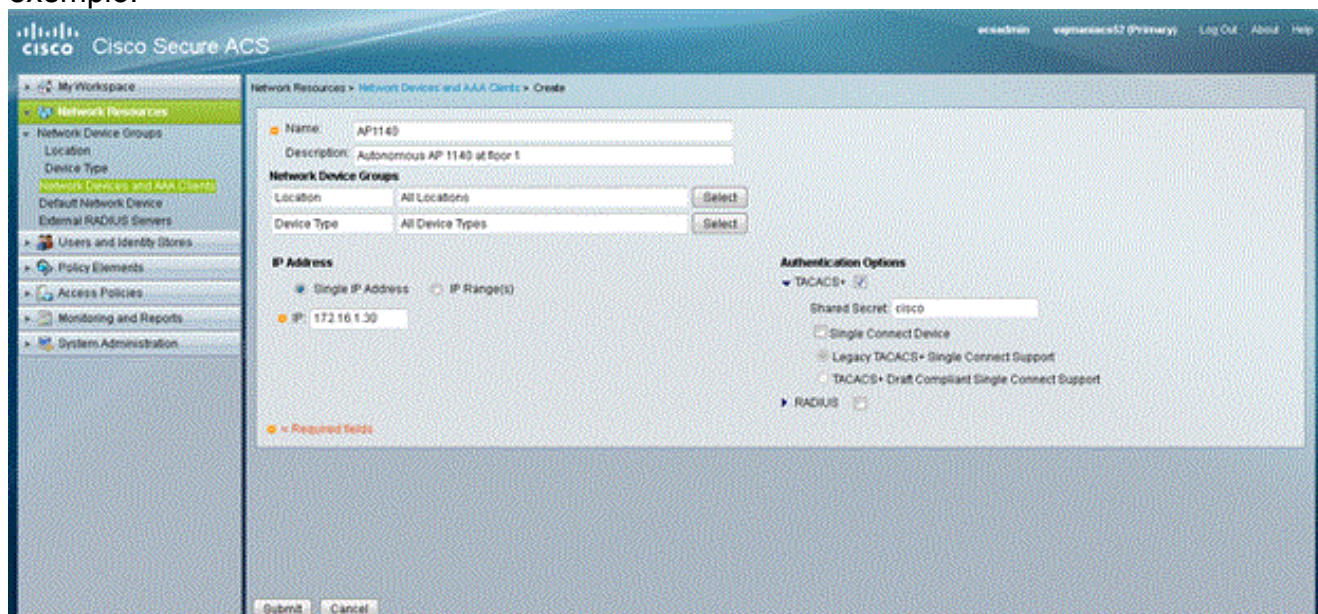 exemple:
cisco Cisco Secure ACS
acsadmin (Primary) Log Out About Help
My Workspace
Network Resources
Network Device Groups
Location
Device Type
Network Devices and AAA Clients
Default Network Device
External RADIUS Servers
Users and Identity Stores
Policy Elements
Access Policies
Monitoring and Reports
System Administration
Network Resources > Network Devices and AAA Clients > Create
Name: AP1140
Description: Autonomous AP 1140 at floor 1
Network Device Groups
Location All Locations Select
Device Type All Device Types Select
IP Address
Single IP Address IP Range(s)
IP: 172.16.1.30
Authentication Options
TACACS+
Shared Secret: cisco
Single Connect Device
Legacy TACACS+ Single Connect Support
TACACS+ Draft Compliant Single Connect Support
RADIUS
= Required fields
Submit Cancel